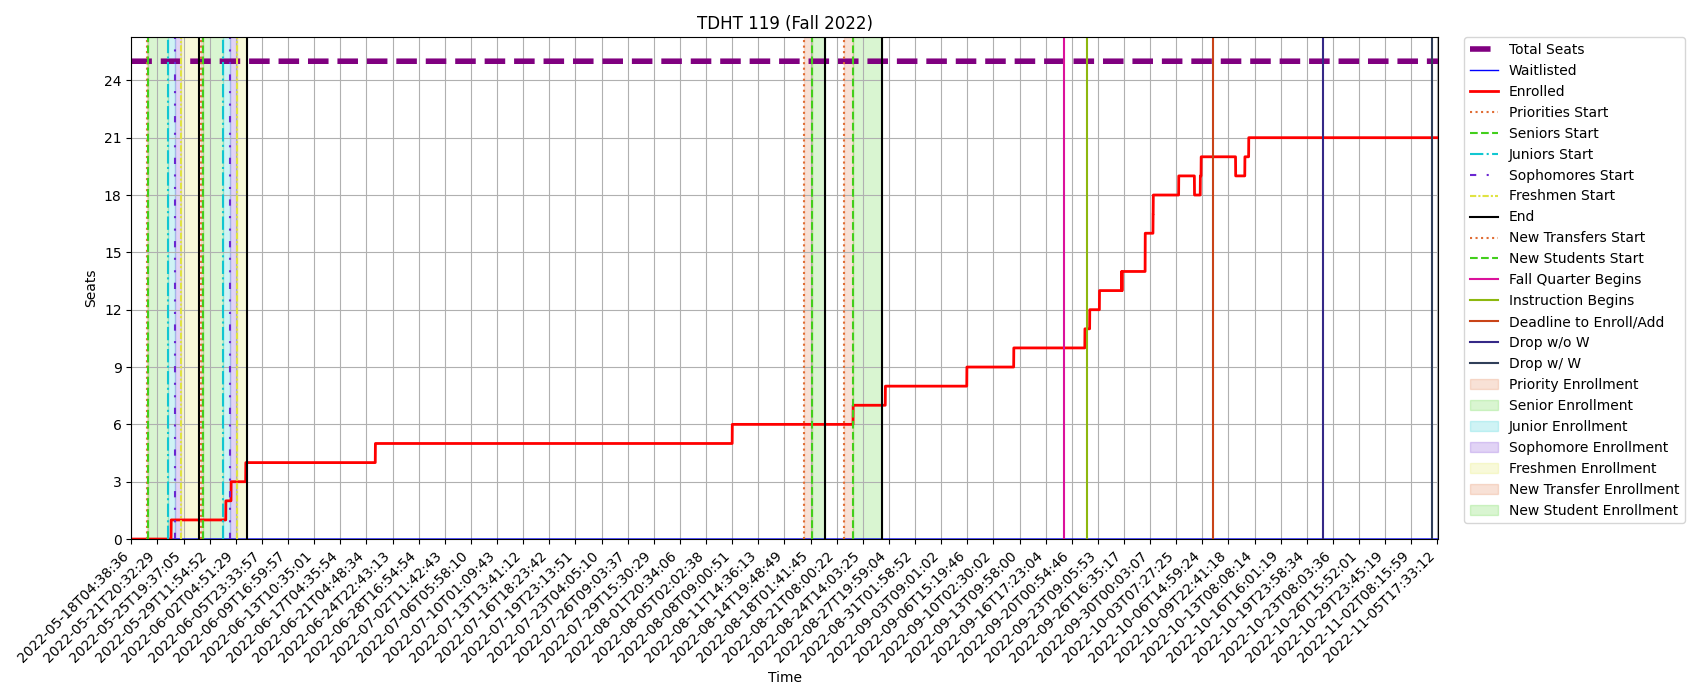 TDHT 119 (Fall 2022)
Seats
24
21
18
15
12
9
6
3
0
2022-05-18T04:38:36
2022-05-21T20:32:29
2022-05-25T19:37:05
2022-05-29T11:54:52
2022-06-02T04:51:29
2022-06-05T23:33:57
2022-06-09T16:59:57
2022-06-13T10:35:01
2022-06-17T04:35:54
2022-06-21T04:48:34
2022-06-24T22:43:13
2022-06-28T16:54:54
2022-07-02T11:42:43
2022-07-06T05:58:10
2022-07-10T01:09:43
2022-07-13T13:41:12
2022-07-16T18:23:42
2022-07-19T23:13:51
2022-07-23T04:05:10
2022-07-26T09:03:37
2022-07-29T15:30:29
2022-08-01T20:34:06
2022-08-05T02:02:38
2022-08-08T09:00:51
2022-08-11T14:36:13
2022-08-14T19:48:49
2022-08-18T01:41:45
2022-08-21T08:00:22
2022-08-24T14:03:25
2022-08-27T19:59:04
2022-08-31T01:58:52
2022-09-03T09:01:02
2022-09-06T15:19:46
2022-09-10T02:30:02
2022-09-13T09:58:00
2022-09-16T17:23:04
2022-09-20T00:54:46
2022-09-23T09:05:53
2022-09-26T16:35:17
2022-09-30T00:03:07
2022-10-03T07:27:25
2022-10-06T14:59:24
2022-10-09T22:41:18
2022-10-13T08:08:14
2022-10-16T16:01:19
2022-10-19T23:58:34
2022-10-23T08:03:36
2022-10-26T15:52:01
2022-10-29T23:45:19
2022-11-02T08:15:59
2022-11-05T17:33:12
Time
Total Seats
Waitlisted
Enrolled
Priorities Start
Seniors Start
Juniors Start
Sophomores Start
Freshmen Start
End
New Transfers Start
New Students Start
Fall Quarter Begins
Instruction Begins
Deadline to Enroll/Add
Drop w/o W
Drop w/ W
Priority Enrollment
Senior Enrollment
Junior Enrollment
Sophomore Enrollment
Freshmen Enrollment
New Transfer Enrollment
New Student Enrollment